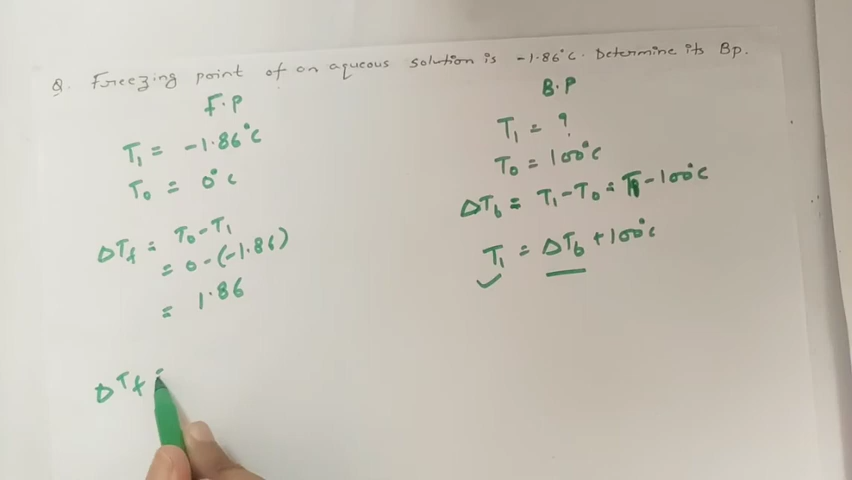 Q. Freezing point of an aqueous solution is -1.86°C. Determine its Bp.
F.P
T₁ = -1.86°C
T₀ = 0°C
ΔTf = T₀-T₁
= 0-(-1.86)
= 1.86
ΔTf =
B.P
T₁ = ?
T₀ = 100°C
ΔTb = T₁-T₀ = T₁-100°C
T₁ = ΔTb + 100°C